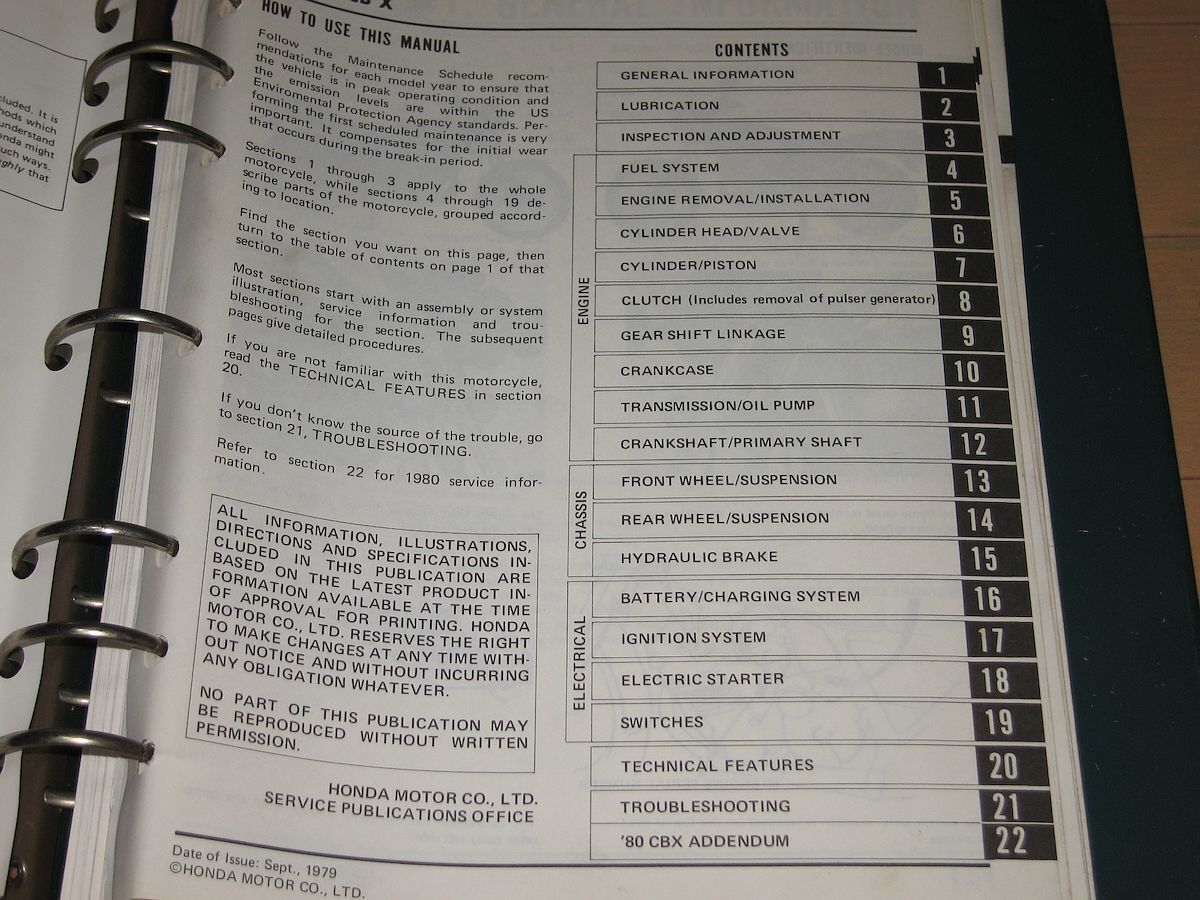 cluded. It is
hods which
understand
onda might
uch ways.
ghly that
X
HOW TO USE THIS MANUAL
Follow the Maintenance Schedule recom-
mendations for each model year to ensure that
the vehicle is in peak operating condition and
the emission levels are within the US
Enviromental Protection Agency standards. Per-
forming the first scheduled maintenance is very
important. It compensates for the initial wear
that occurs during the break-in period.
Sections 1 through 3 apply to the whole
motorcycle, while sections 4 through 19 de-
scribe parts of the motorcycle, grouped accord-
ing to location.
Find the section you want on this page, then
turn to the table of contents on page 1 of that
section.
Most sections start with an assembly or system
illustration, service information and trou-
bleshooting for the section. The subsequent
pages give detailed procedures.
If you are not familiar with this motorcycle,
read the TECHNICAL FEATURES in section
20.
If you don't know the source of the trouble, go
to section 21, TROUBLESHOOTING.
Refer to section 22 for 1980 service infor-
mation.
ALL INFORMATION, ILLUSTRATIONS,
DIRECTIONS AND SPECIFICATIONS IN-
CLUDED IN THIS PUBLICATION ARE
BASED ON THE LATEST PRODUCT IN-
FORMATION AVAILABLE AT THE TIME
OF APPROVAL FOR PRINTING. HONDA
MOTOR CO., LTD. RESERVES THE RIGHT
TO MAKE CHANGES AT ANY TIME WITH-
OUT NOTICE AND WITHOUT INCURRING
ANY OBLIGATION WHATEVER.
NO PART OF THIS PUBLICATION MAY
BE REPRODUCED WITHOUT WRITTEN
PERMISSION.
HONDA MOTOR CO., LTD.
SERVICE PUBLICATIONS OFFICE
Date of Issue: Sept., 1979
©HONDA MOTOR CO., LTD.
CONTENTS
GENERAL INFORMATION 1
LUBRICATION 2
INSPECTION AND ADJUSTMENT 3
ENGINE
FUEL SYSTEM 4
ENGINE REMOVAL/INSTALLATION 5
CYLINDER HEAD/VALVE 6
CYLINDER/PISTON 7
CLUTCH (Includes removal of pulser generator) 8
GEAR SHIFT LINKAGE 9
CRANKCASE 10
TRANSMISSION/OIL PUMP 11
CRANKSHAFT/PRIMARY SHAFT 12
CHASSIS
FRONT WHEEL/SUSPENSION 13
REAR WHEEL/SUSPENSION 14
HYDRAULIC BRAKE 15
ELECTRICAL
BATTERY/CHARGING SYSTEM 16
IGNITION SYSTEM 17
ELECTRIC STARTER 18
SWITCHES 19
TECHNICAL FEATURES 20
TROUBLESHOOTING 21
'80 CBX ADDENDUM 22